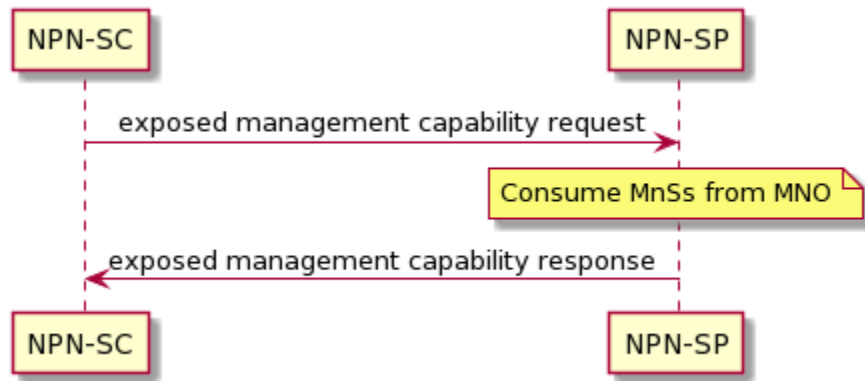 NPN-SC
NPN-SP
exposed management capability request
Consume MnSs from MNO
exposed management capability response
NPN-SC
NPN-SP